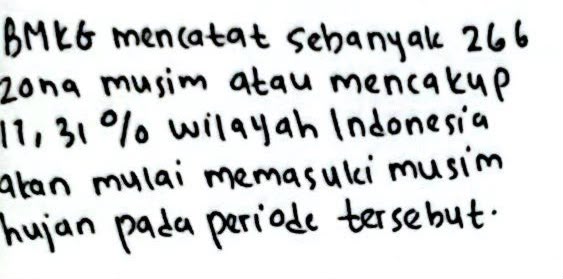 BMKG mencatat sebanyak 266
zona musim atau mencakup
17,31% wilayah Indonesia
akan mulai memasuki musim
hujan pada periode tersebut.